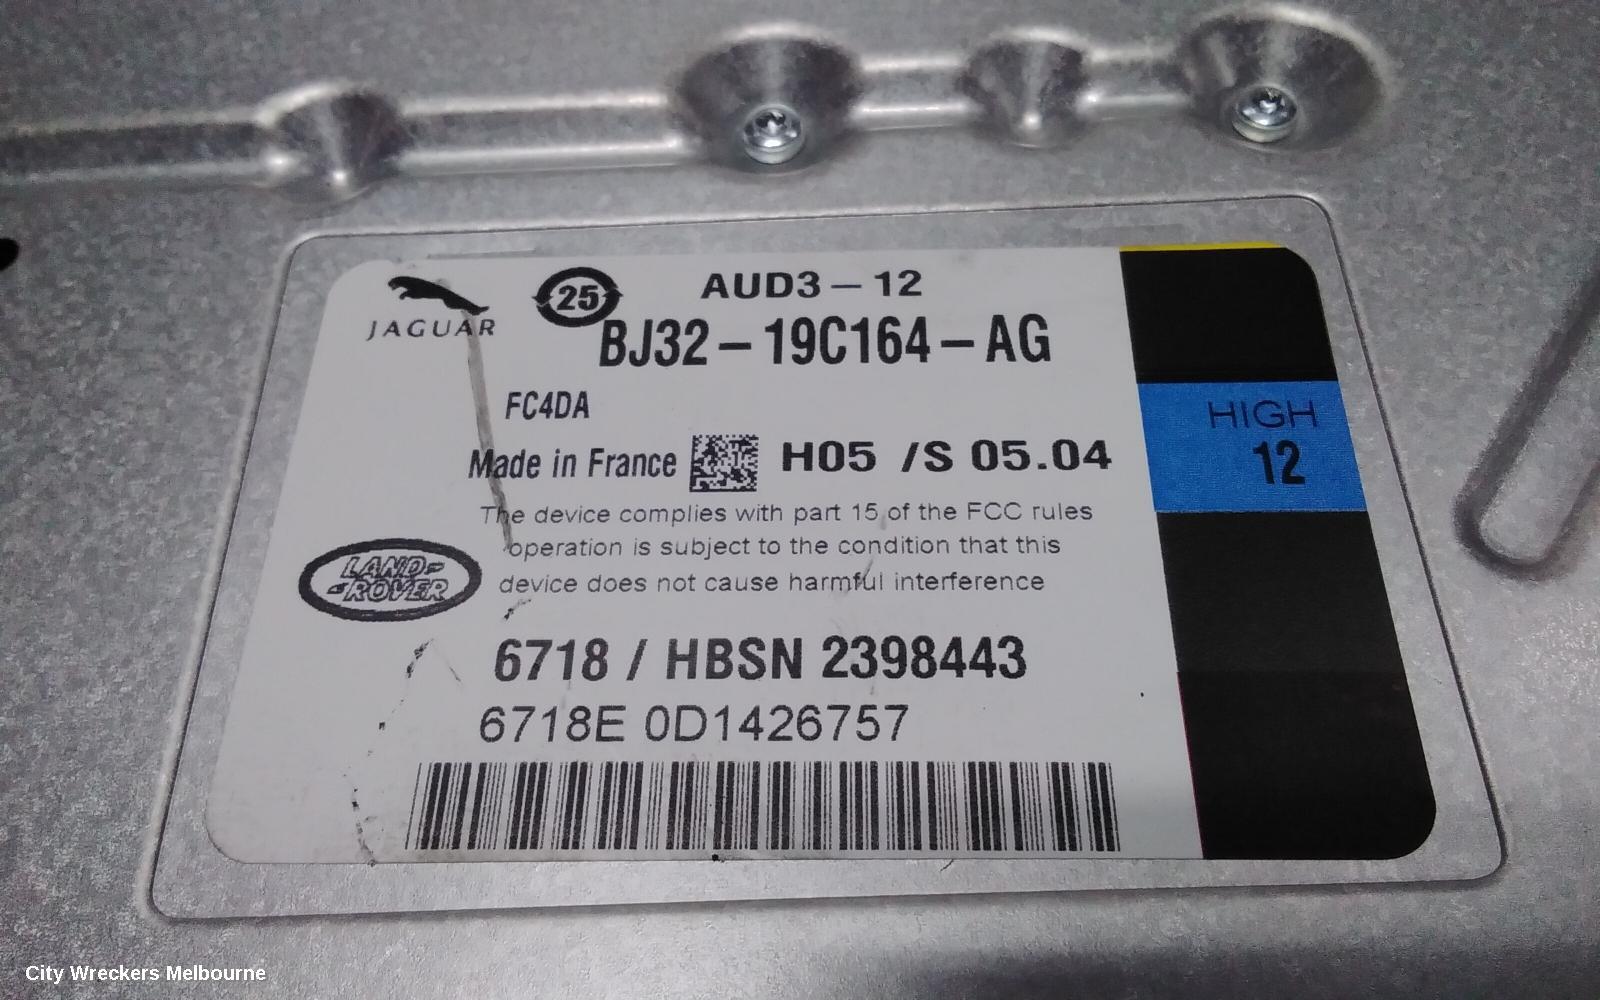 JAGUAR
25
AUD3-12
BJ32-19C164-AG
FC4DA
HIGH
12
Made in France
H05 /S 05.04
The device complies with part 15 of the FCC rules
operation is subject to the condition that this
device does not cause harmful interference
LAND-
-ROVER
6718 / HBSN 2398443
6718E 0D1426757
City Wreckers Melbourne